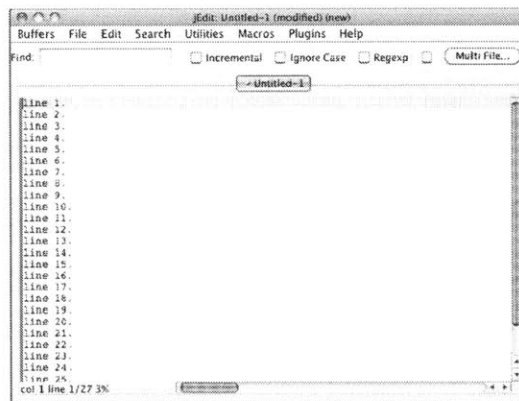 jEdit: Untitled-1 (modified) (new)
Buffers File Edit Search Utilities Macros Plugins Help
Find: Incremental Ignore Case Regexp Multi File...
Untitled-1
line 1.
line 2.
line 3.
line 4.
line 5.
line 6.
line 7.
line 8.
line 9.
line 10.
line 11.
line 12.
line 13.
line 14.
line 15.
line 16.
line 17.
line 18.
line 19.
line 20.
line 21.
line 22.
line 23.
line 24.
line 25.
col 1 line 1/27 3%